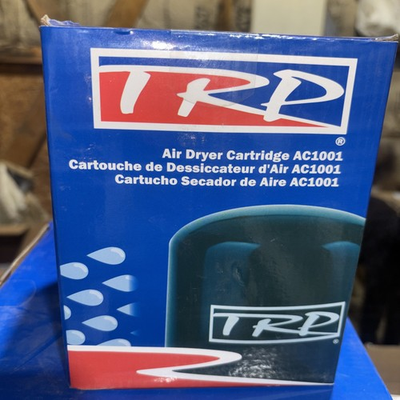 TRP
®
Air Dryer Cartridge AC1001
Cartouche de Dessiccateur d'Air AC1001
Cartucho Secador de Aire AC1001
TRP
®